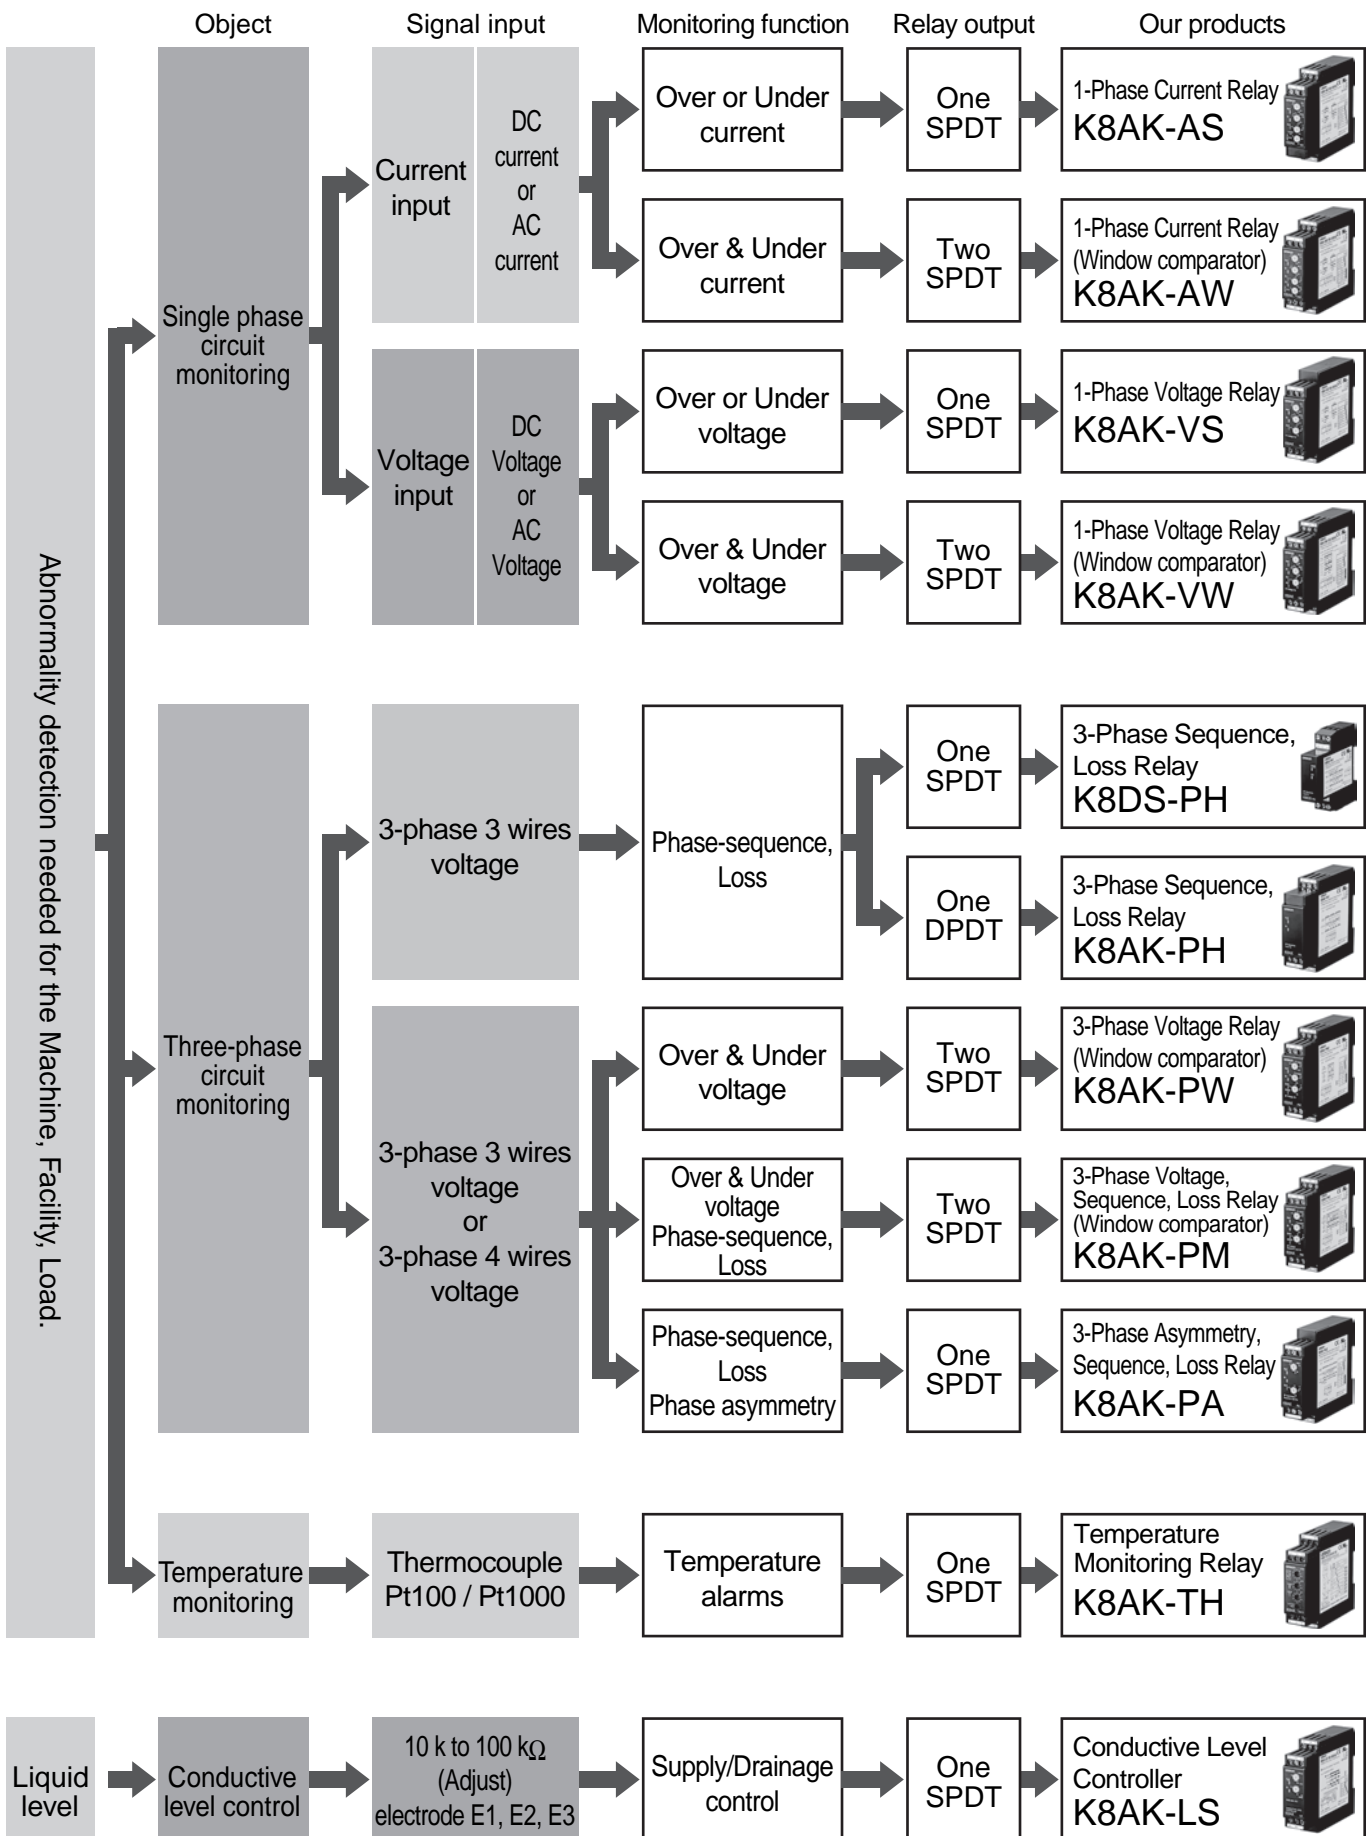 Object
Signal input
Monitoring function
Relay output
Our products
Abnormality detection needed for the Machine, Facility, Load.
Single phase
circuit
monitoring
Current
input
DC
current
or
AC
current
Over or Under
current
One
SPDT
1-Phase Current Relay
K8AK-AS
Over & Under
current
Two
SPDT
1-Phase Current Relay
(Window comparator)
K8AK-AW
Voltage
input
DC
Voltage
or
AC
Voltage
Over or Under
voltage
One
SPDT
1-Phase Voltage Relay
K8AK-VS
Over & Under
voltage
Two
SPDT
1-Phase Voltage Relay
(Window comparator)
K8AK-VW
Three-phase
circuit
monitoring
3-phase 3 wires
voltage
Phase-sequence,
Loss
One
SPDT
3-Phase Sequence,
Loss Relay
K8DS-PH
One
DPDT
3-Phase Sequence,
Loss Relay
K8AK-PH
3-phase 3 wires
voltage
or
3-phase 4 wires
voltage
Over & Under
voltage
Two
SPDT
3-Phase Voltage Relay
(Window comparator)
K8AK-PW
Over & Under
voltage
Phase-sequence,
Loss
Two
SPDT
3-Phase Voltage,
Sequence, Loss Relay
(Window comparator)
K8AK-PM
Phase-sequence,
Loss
Phase asymmetry
One
SPDT
3-Phase Asymmetry,
Sequence, Loss Relay
K8AK-PA
Temperature
monitoring
Thermocouple
Pt100 / Pt1000
Temperature
alarms
One
SPDT
Temperature
Monitoring Relay
K8AK-TH
Liquid
level
Conductive
level control
10 k to 100 kΩ
(Adjust)
electrode E1, E2, E3
Supply/Drainage
control
One
SPDT
Conductive Level
Controller
K8AK-LS